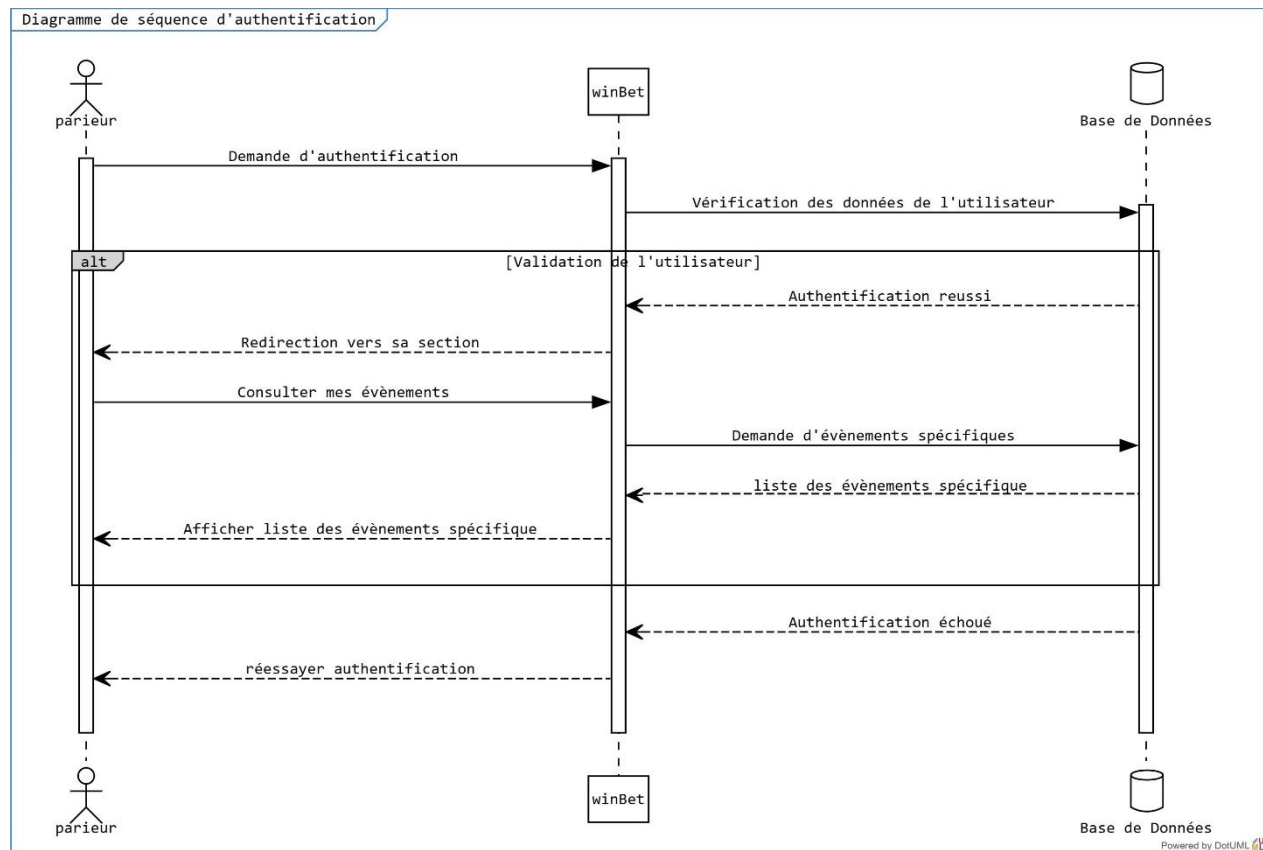 Diagramme de séquence d'authentification
parieur
winBet
Base de Données
Demande d'authentification
Vérification des données de l'utilisateur
alt
[Validation de l'utilisateur]
Authentification reussi
Redirection vers sa section
Consulter mes évènements
Demande d'évènements spécifiques
liste des évènements spécifique
Afficher liste des évènements spécifique
Authentification échoué
réessayer authentification
parieur
winBet
Base de Données
Powered by DotUML